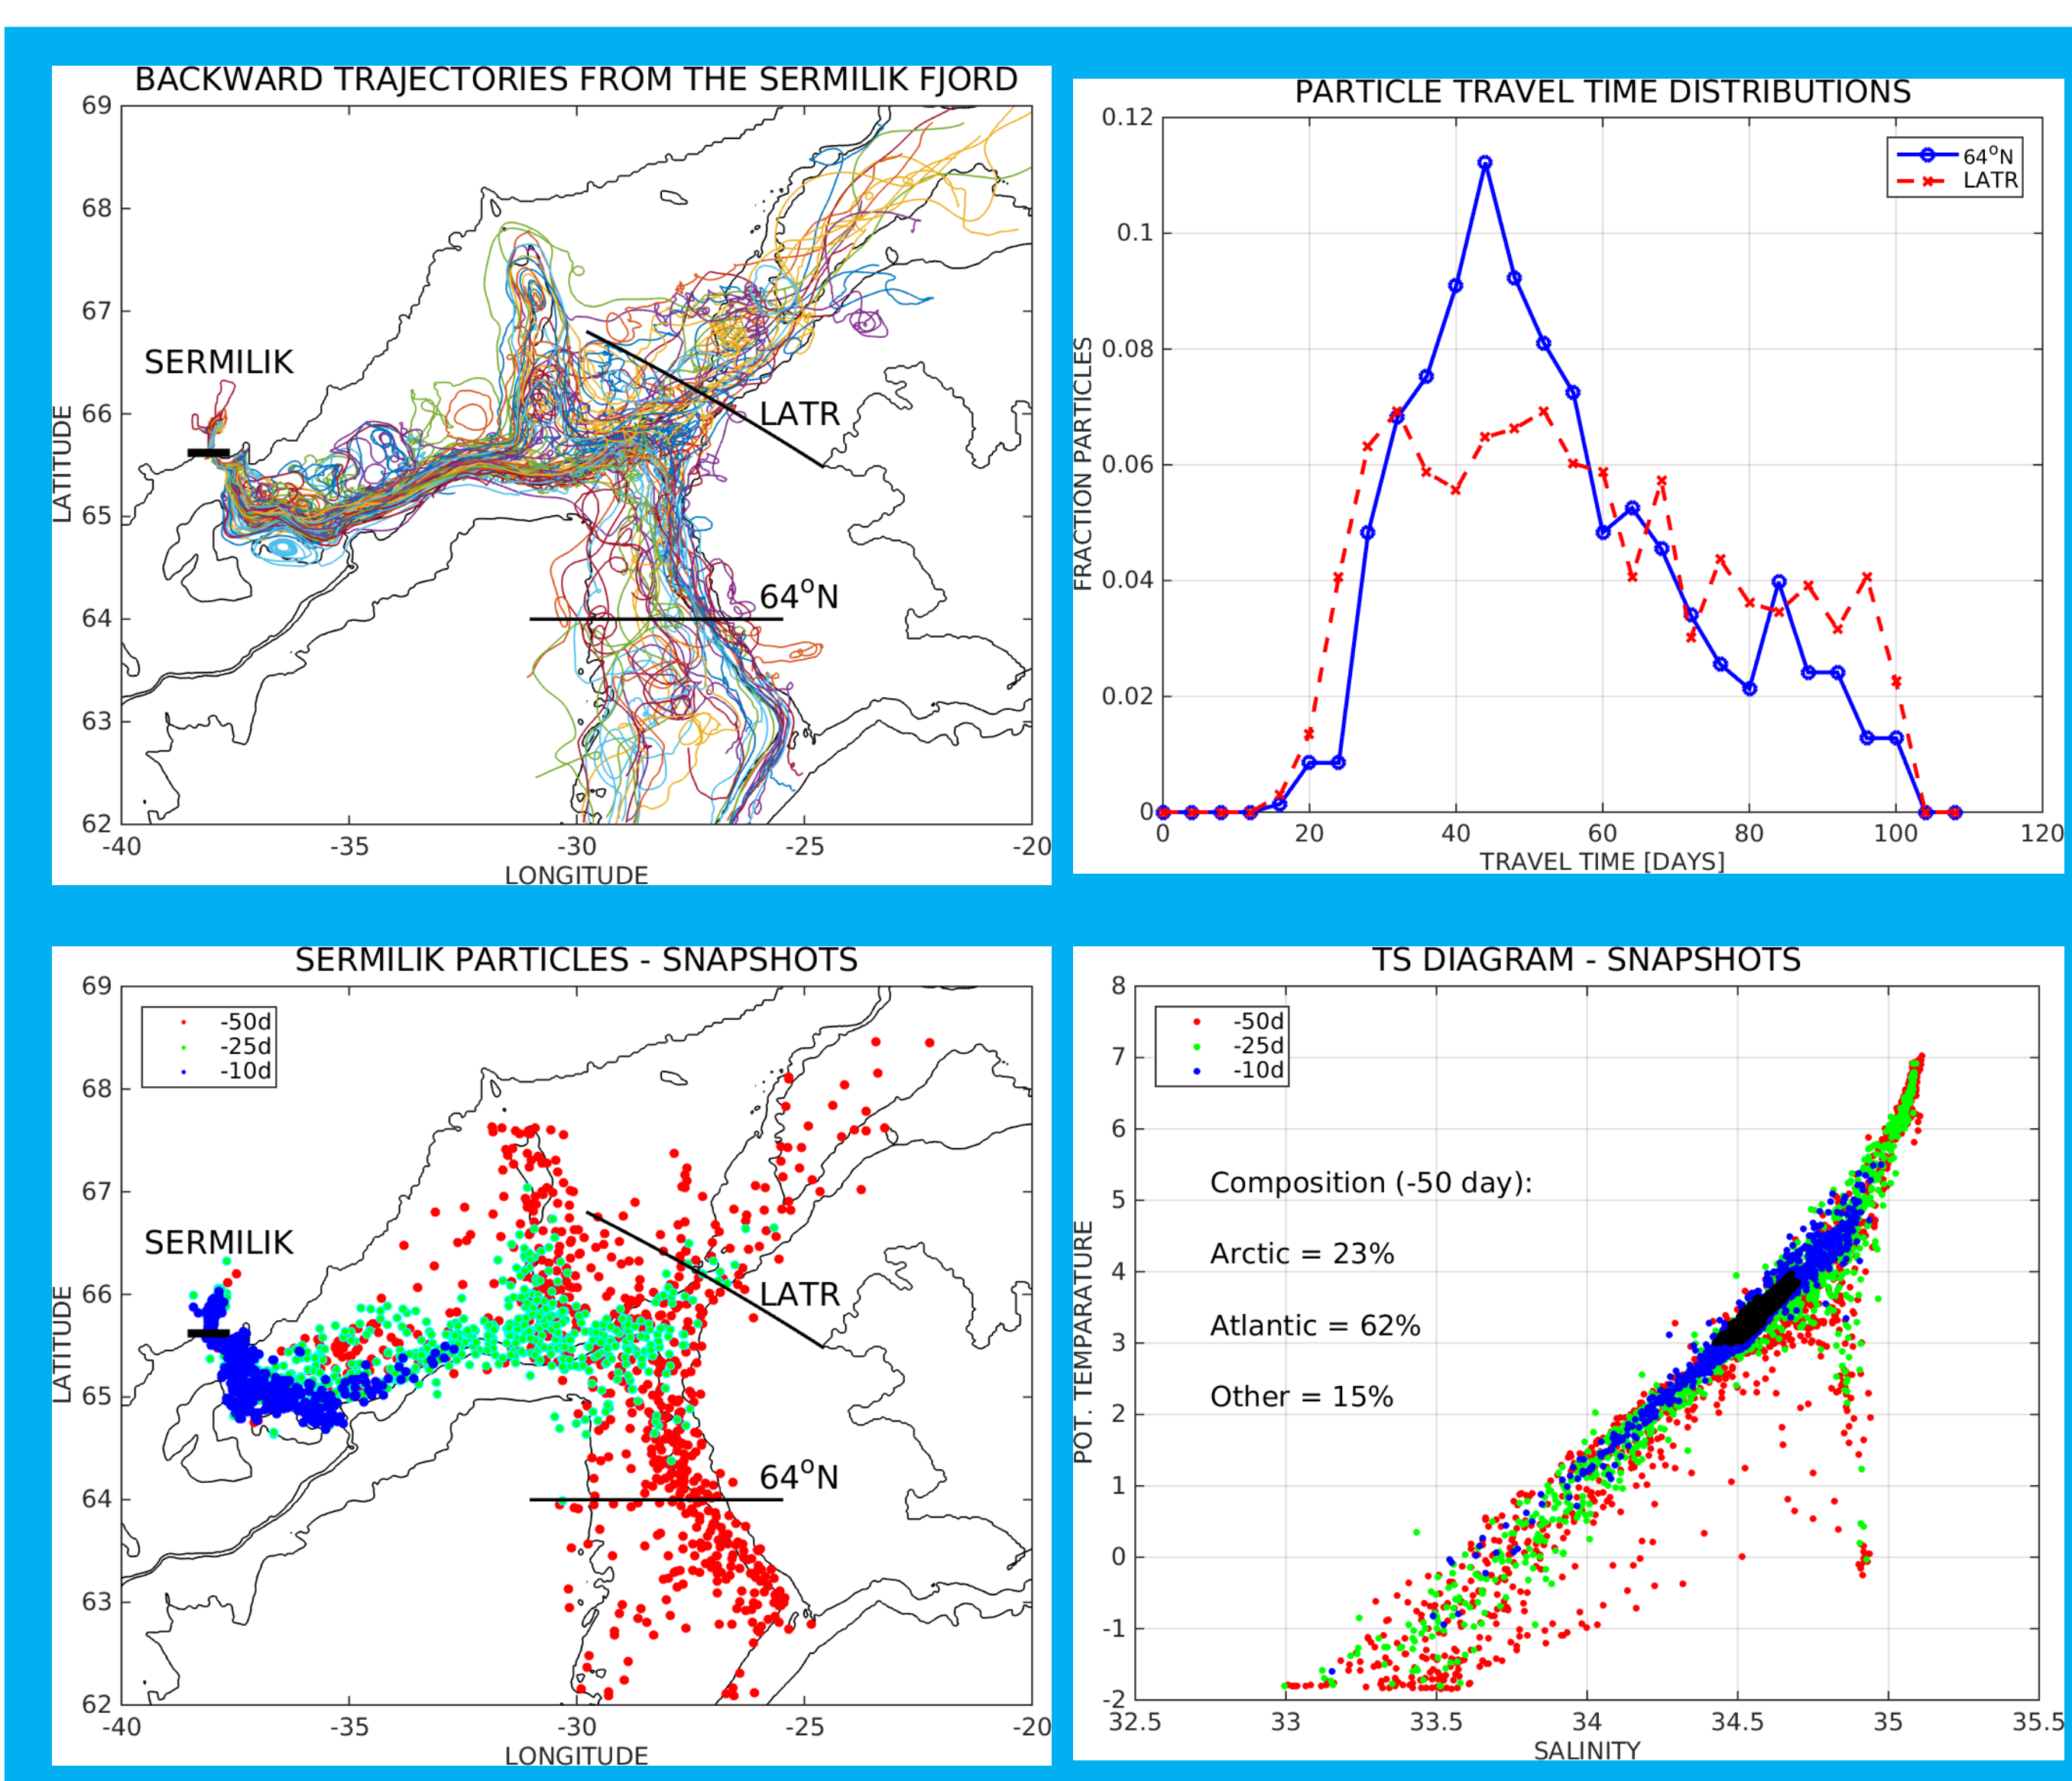 BACKWARD TRAJECTORIES FROM THE SERMILIK FJORD
69
68
67
66
65
64
63
62
LATITUDE
SERMILIK
LATR
64°N
-40 -35 -30 -25 -20
LONGITUDE
PARTICLE TRAVEL TIME DISTRIBUTIONS
0.12
0.1
0.08
0.06
0.04
0.02
0
FRACTION PARTICLES
64°N
LATR
0 20 40 60 80 100 120
TRAVEL TIME [DAYS]
SERMILIK PARTICLES - SNAPSHOTS
69
68
67
66
65
64
63
62
LATITUDE
-50d
-25d
-10d
SERMILIK
LATR
64°N
-40 -35 -30 -25 -20
LONGITUDE
TS DIAGRAM - SNAPSHOTS
8
7
6
5
4
3
2
1
0
-1
-2
POT. TEMPARATURE
-50d
-25d
-10d
Composition (-50 day):
Arctic = 23%
Atlantic = 62%
Other = 15%
32.5 33 33.5 34 34.5 35 35.5
SALINITY